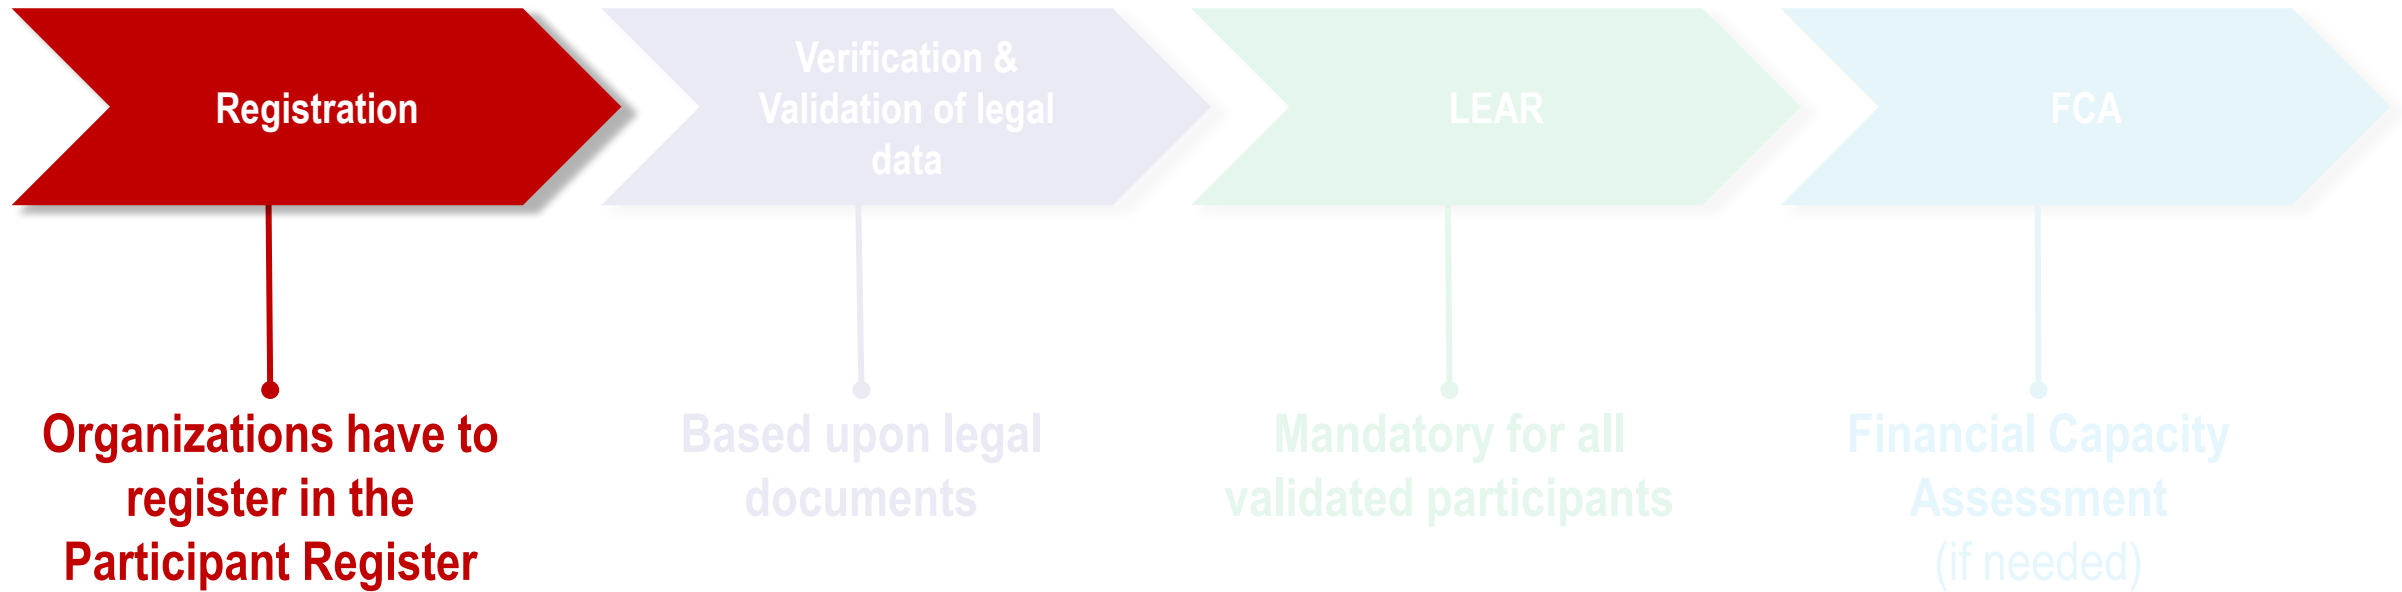 Registration
Verification &
Validation of legal
data
LEAR
FCA
Organizations have to
register in the
Participant Register
Based upon legal
documents
Mandatory for all
validated participants
Financial Capacity
Assessment
(if needed)